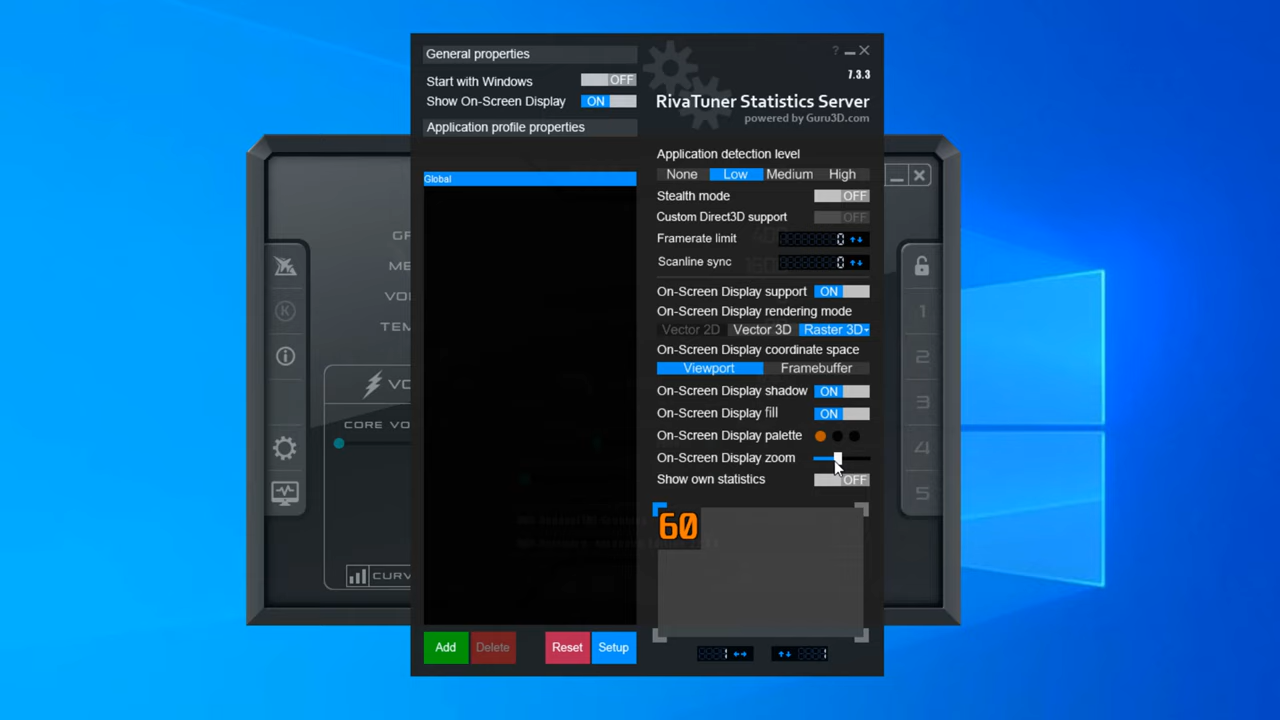 General properties
Start with Windows OFF
Show On-Screen Display ON
Application profile properties
Global
Add Delete Reset Setup
?
7.3.3
RivaTuner Statistics Server
powered by Guru3D.com
Application detection level
None Low Medium High
Stealth mode OFF
Custom Direct3D support OFF
Framerate limit 0
Scanline sync 0
On-Screen Display support ON
On-Screen Display rendering mode
Vector 2D Vector 3D Raster 3D
On-Screen Display coordinate space
Viewport Framebuffer
On-Screen Display shadow ON
On-Screen Display fill ON
On-Screen Display palette
On-Screen Display zoom
Show own statistics OFF
60
1 1
K
i
VO
TEM
CORE VO
CURV
1
2
3
4
5